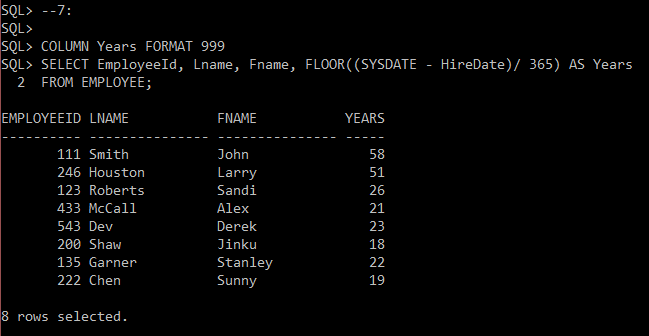 SQL> --7:
SQL>
SQL> COLUMN Years FORMAT 999
SQL> SELECT EmployeeId, Lname, Fname, FLOOR((SYSDATE - HireDate)/ 365) AS Years
  2  FROM EMPLOYEE;

EMPLOYEEID LNAME           FNAME           YEARS
---------- --------------- --------------- -----
       111 Smith           John               58
       246 Houston         Larry              51
       123 Roberts         Sandi              26
       433 McCall          Alex               21
       543 Dev             Derek              23
       200 Shaw            Jinku              18
       135 Garner          Stanley            22
       222 Chen            Sunny              19

8 rows selected.